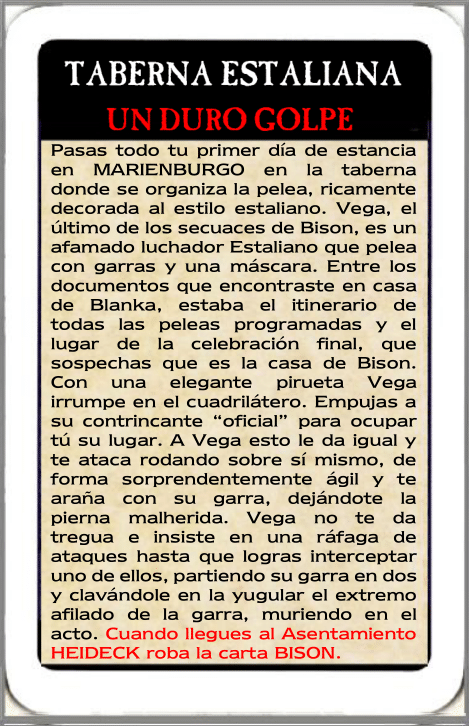 TABERNA ESTALIANA
UN DURO GOLPE
Pasas todo tu primer día de estancia
en MARIENBURGO en la taberna
donde se organiza la pelea, ricamente
decorada al estilo estaliano. Vega, el
último de los secuaces de Bison, es un
afamado luchador Estaliano que pelea
con garras y una máscara. Entre los
documentos que encontraste en casa
de Blanka, estaba el itinerario de
todas las peleas programadas y el
lugar de la celebración final, que
sospechas que es la casa de Bison.
Con una elegante pirueta Vega
irrumpe en el cuadrilátero. Empujas a
su contrincante “oficial” para ocupar
tú su lugar. A Vega esto le da igual y
te ataca rodando sobre sí mismo, de
forma sorprendentemente ágil y te
araña con su garra, dejándote la
pierna malherida. Vega no te da
tregua e insiste en una ráfaga de
ataques hasta que logras interceptar
uno de ellos, partiendo su garra en dos
y clavándole en la yugular el extremo
afilado de la garra, muriendo en el
acto. Cuando llegues al Asentamiento
HEIDECK roba la carta BISON.